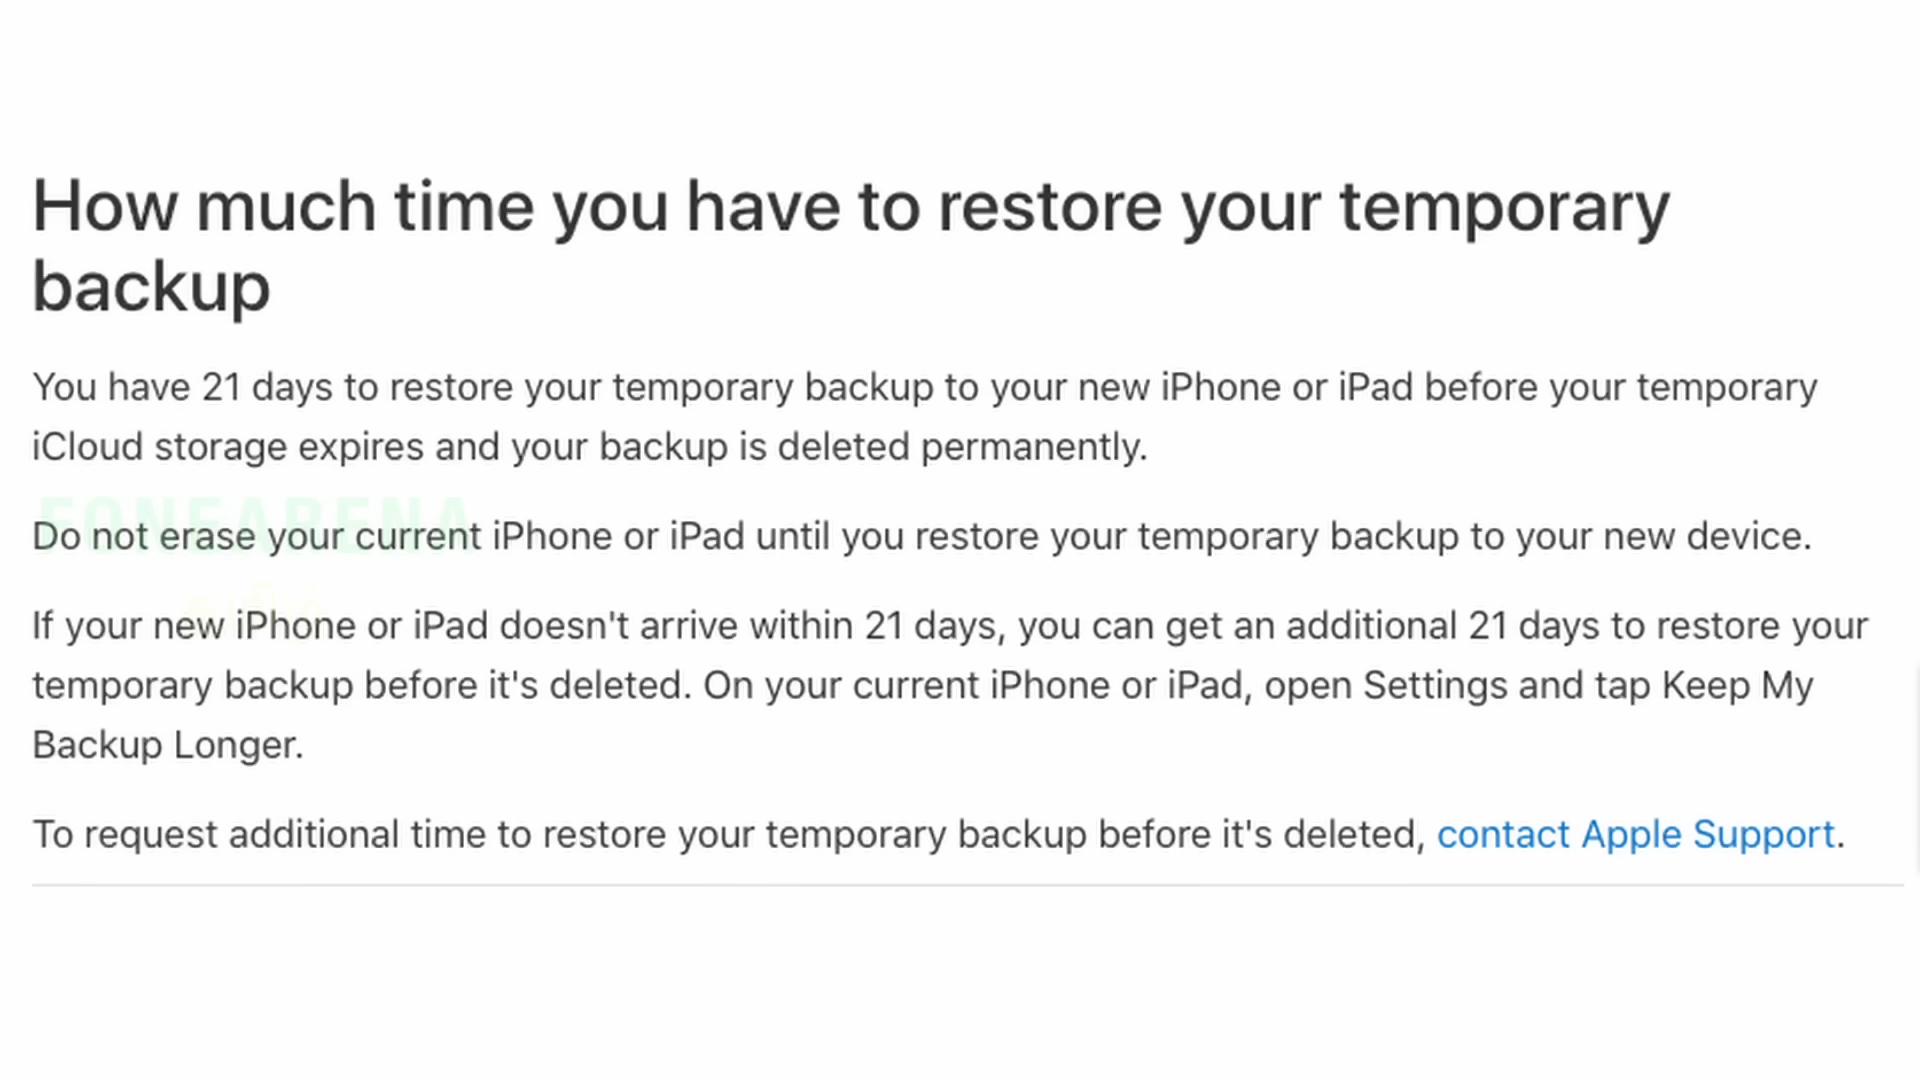 How much time you have to restore your temporary
backup
You have 21 days to restore your temporary backup to your new iPhone or iPad before your temporary
iCloud storage expires and your backup is deleted permanently.
FONEARENA
Do not erase your current iPhone or iPad until you restore your temporary backup to your new device.
If your new iPhone or iPad doesn't arrive within 21 days, you can get an additional 21 days to restore your
temporary backup before it's deleted. On your current iPhone or iPad, open Settings and tap Keep My
Backup Longer.
To request additional time to restore your temporary backup before it's deleted, contact Apple Support.